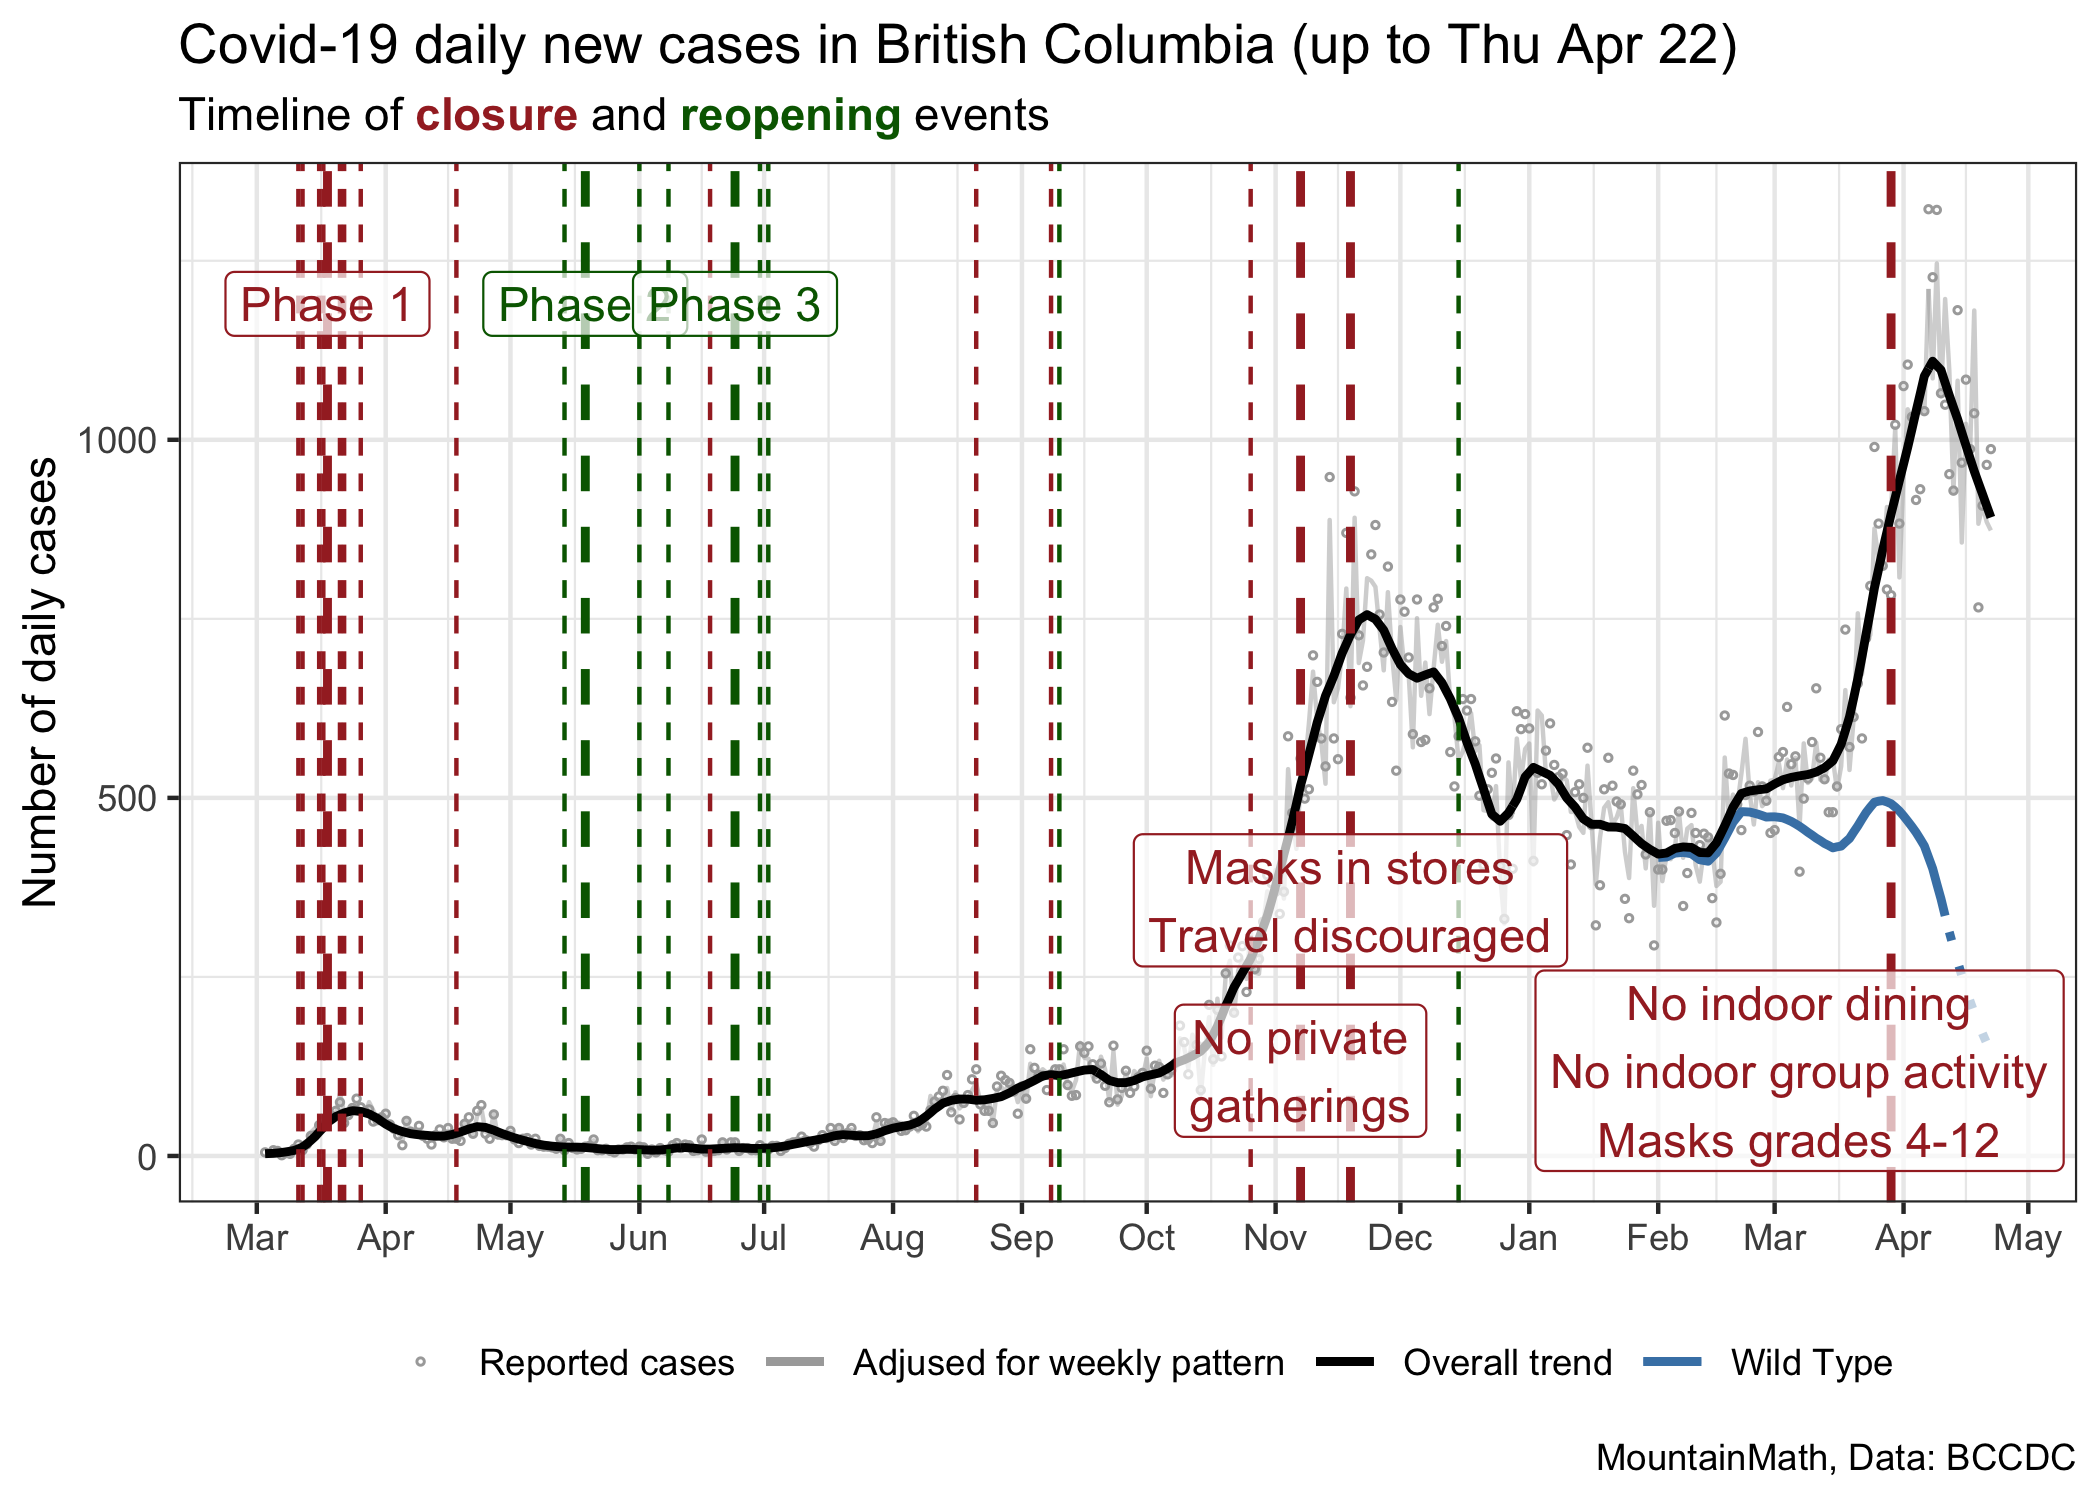 Covid-19 daily new cases in British Columbia (up to Thu Apr 22)
Timeline of closure and reopening events
Number of daily cases
1000
500
0
Phase 1
Phase 2
Phase 3
Masks in stores
Travel discouraged
No private
gatherings
No indoor dining
No indoor group activity
Masks grades 4-12
Mar Apr May Jun Jul Aug Sep Oct Nov Dec Jan Feb Mar Apr May
Reported cases Adjused for weekly pattern Overall trend Wild Type
MountainMath, Data: BCCDC